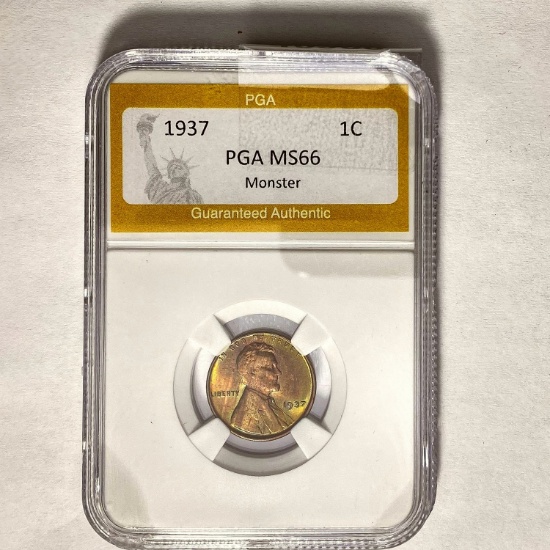 PGA
1937 1C
PGA MS66
Monster
Guaranteed Authentic
LIBERTY 1937